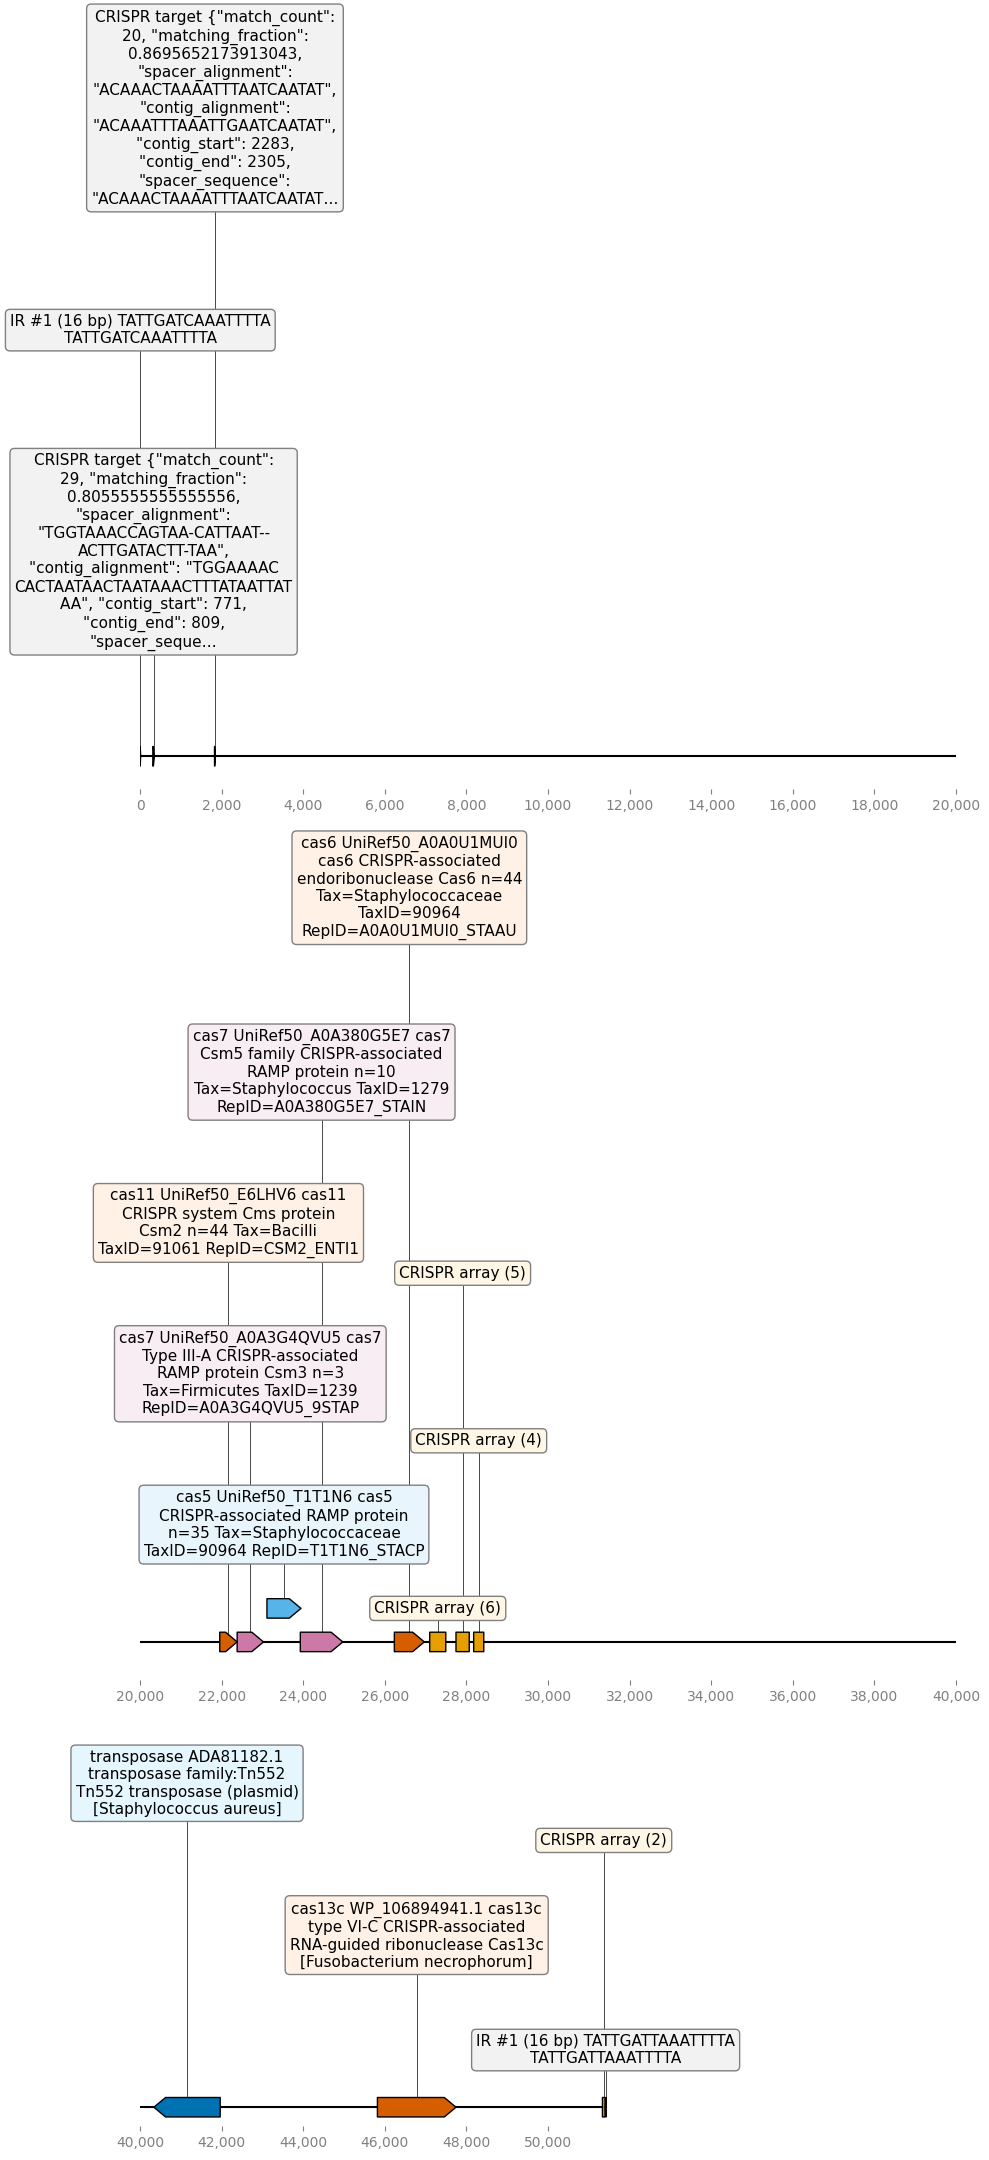 CRISPR target {"match_count":
20, "matching_fraction":
0.8695652173913043,
"spacer_alignment":
"ACAAACTAAAATTTAATCAATAT",
"contig_alignment":
"ACAAATTTAAATTGAATCAATAT",
"contig_start": 2283,
"contig_end": 2305,
"spacer_sequence":
"ACAAACTAAAATTTAATCAATAT...
IR #1 (16 bp) TATTGATCAAATTTTA
TATTGATCAAATTTTA
CRISPR target {"match_count":
29, "matching_fraction":
0.8055555555555556,
"spacer_alignment":
"TGGTAAACCAGTAA-CATTAAT--
ACTTGATACTT-TAA",
"contig_alignment": "TGGAAAAC
CACTAATAACTAATAAACTTTATAATTAT
AA", "contig_start": 771,
"contig_end": 809,
"spacer_seque...
0 2,000 4,000 6,000 8,000 10,000 12,000 14,000 16,000 18,000 20,000
cas6 UniRef50_A0A0U1MUI0
cas6 CRISPR-associated
endoribonuclease Cas6 n=44
Tax=Staphylococcaceae
TaxID=90964
RepID=A0A0U1MUI0_STAAU
cas7 UniRef50_A0A380G5E7 cas7
Csm5 family CRISPR-associated
RAMP protein n=10
Tax=Staphylococcus TaxID=1279
RepID=A0A380G5E7_STAIN
cas11 UniRef50_E6LHV6 cas11
CRISPR system Cms protein
Csm2 n=44 Tax=Bacilli
TaxID=91061 RepID=CSM2_ENTI1
CRISPR array (5)
cas7 UniRef50_A0A3G4QVU5 cas7
Type III-A CRISPR-associated
RAMP protein Csm3 n=3
Tax=Firmicutes TaxID=1239
RepID=A0A3G4QVU5_9STAP
CRISPR array (4)
cas5 UniRef50_T1T1N6 cas5
CRISPR-associated RAMP protein
n=35 Tax=Staphylococcaceae
TaxID=90964 RepID=T1T1N6_STACP
CRISPR array (6)
20,000 22,000 24,000 26,000 28,000 30,000 32,000 34,000 36,000 38,000 40,000
transposase ADA81182.1
transposase family:Tn552
Tn552 transposase (plasmid)
[Staphylococcus aureus]
CRISPR array (2)
cas13c WP_106894941.1 cas13c
type VI-C CRISPR-associated
RNA-guided ribonuclease Cas13c
[Fusobacterium necrophorum]
IR #1 (16 bp) TATTGATTAAATTTTA
TATTGATTAAATTTTA
40,000 42,000 44,000 46,000 48,000 50,000